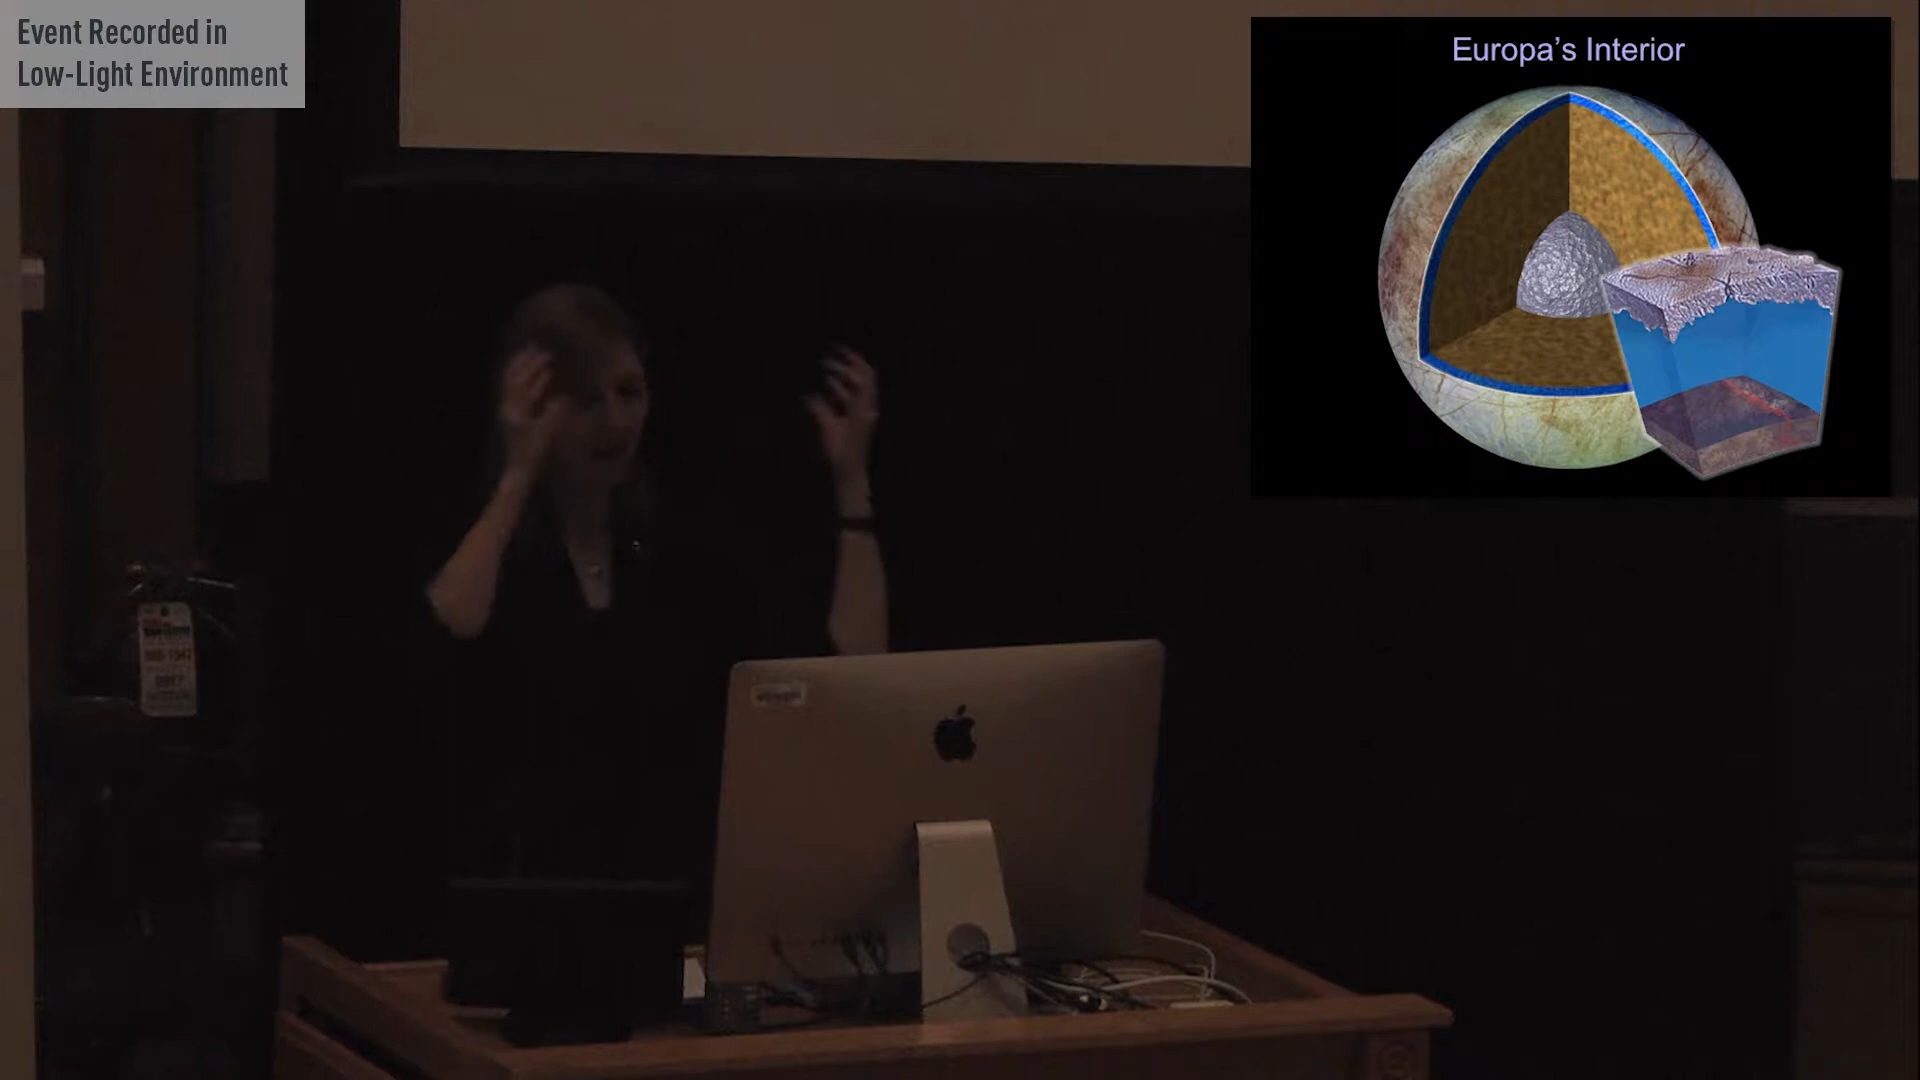 Event Recorded in
Low-Light Environment
Europa's Interior